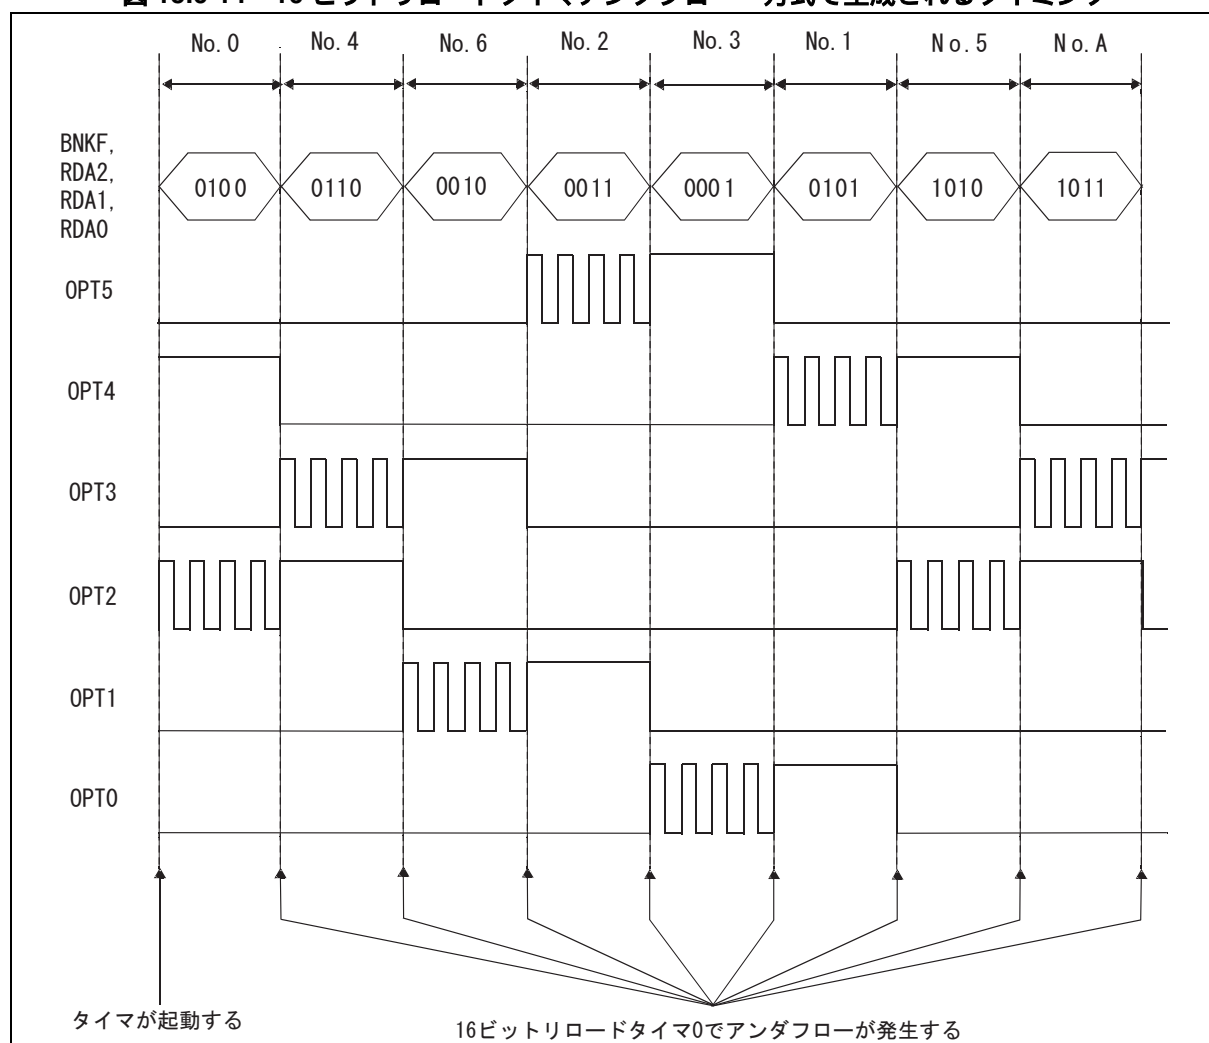 No.0 No.4 No.6 No.2 No.3 No.1 No.5 No.A
BNKF,
RDA2,
RDA1,
RDA0
0100 0110 0010 0011 0001 0101 1010 1011
OPT5
OPT4
OPT3
OPT2
OPT1
OPT0
タイマが起動する
16ビットリロードタイマ0でアンダフローが発生する